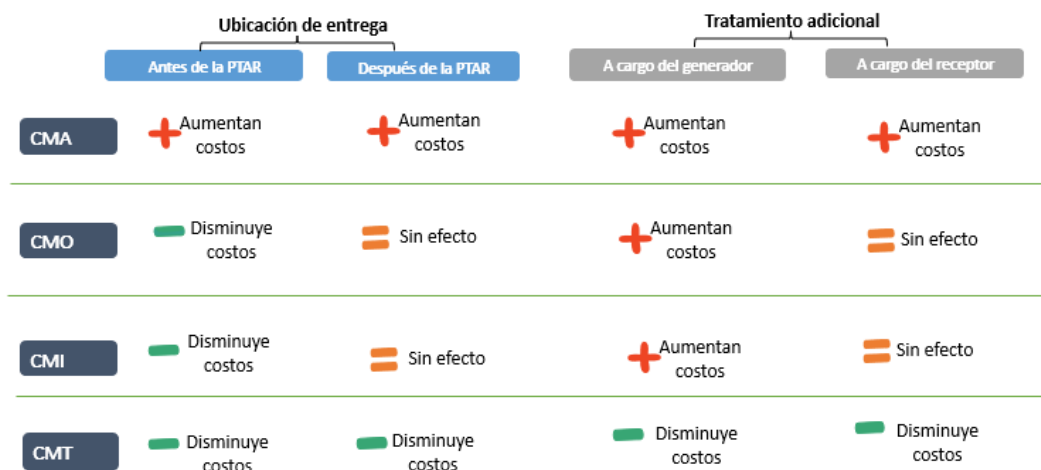 Ubicación de entrega
Tratamiento adicional
Antes de la PTAR
Después de la PTAR
A cargo del generador
A cargo del receptor
CMA
Aumentan
costos
Aumentan
costos
Aumentan
costos
Aumentan
costos
CMO
Disminuye
costos
Sin efecto
Aumentan
costos
Sin efecto
CMI
Disminuye
costos
Sin efecto
Aumentan
costos
Sin efecto
CMT
Disminuye
costos
Disminuye
costos
Disminuye
costos
Disminuye
costos